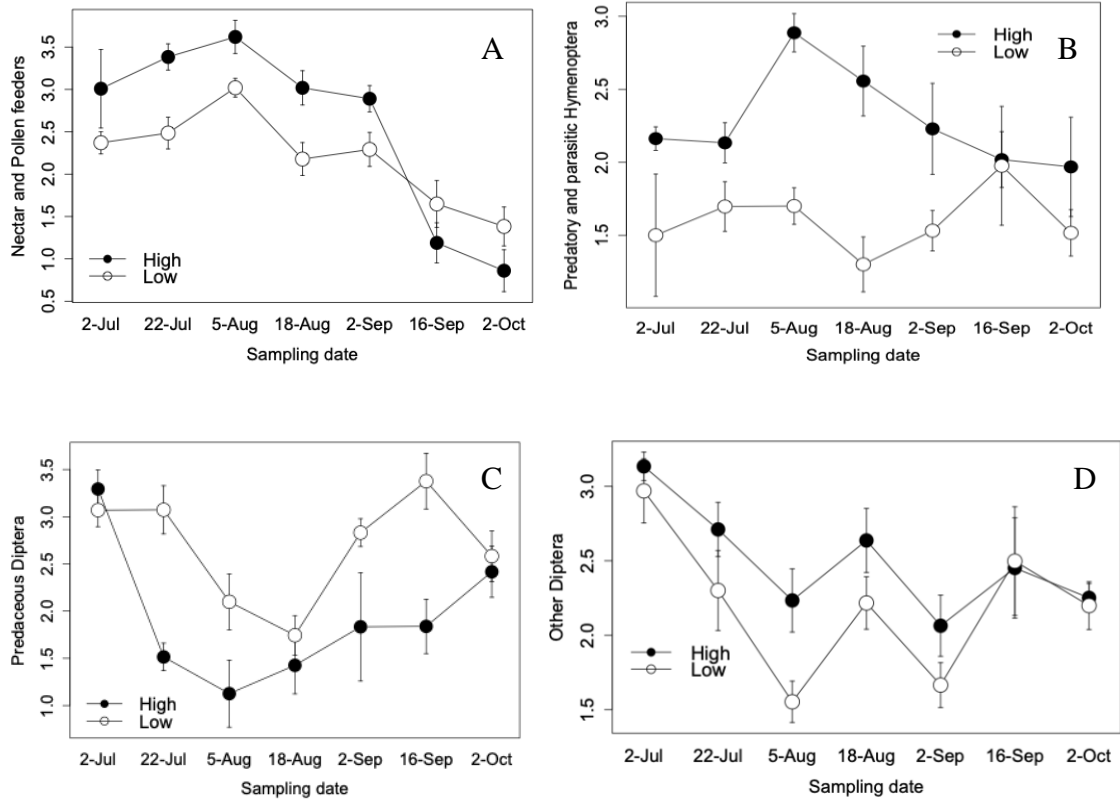 A
Nectar and Pollen feeders
3.5
3.0
2.5
2.0
1.5
1.0
0.5
High
Low
2-Jul 22-Jul 5-Aug 18-Aug 2-Sep 16-Sep 2-Oct
Sampling date
B
Predatory and parasitic Hymenoptera
3.0
2.5
2.0
1.5
High
Low
2-Jul 22-Jul 5-Aug 18-Aug 2-Sep 16-Sep 2-Oct
Sampling date
C
Predaceous Diptera
3.5
3.0
2.5
2.0
1.5
1.0
High
Low
2-Jul 22-Jul 5-Aug 18-Aug 2-Sep 16-Sep 2-Oct
Sampling date
D
Other Diptera
3.0
2.5
2.0
1.5
High
Low
2-Jul 22-Jul 5-Aug 18-Aug 2-Sep 16-Sep 2-Oct
Sampling date